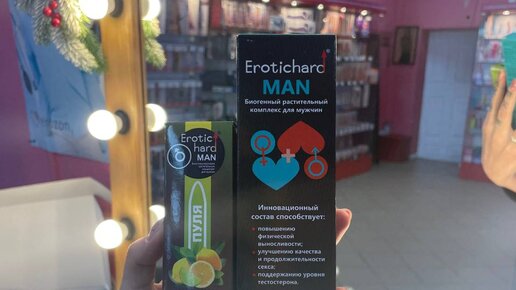 Erotic
hard
MAN
ПУЛЯ
Erotichard
MAN
Биогенный растительный
комплекс для мужчин
Инновационный
состав способствует:
повышению
физической
выносливости;
улучшению качества
и продолжительности
секса;
поддержанию уровня
тестостерона.